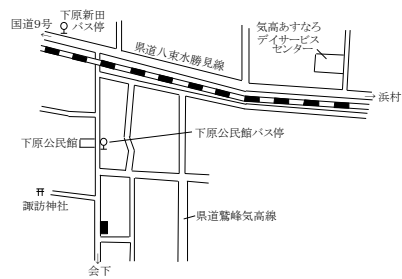 下原新田
バス停
国道9号
県道八束水勝見線
気高あすなろ
デイサービス
センター
浜村
下原公民館
下原公民館バス停
諏訪神社
県道鷲峰気高線
会下